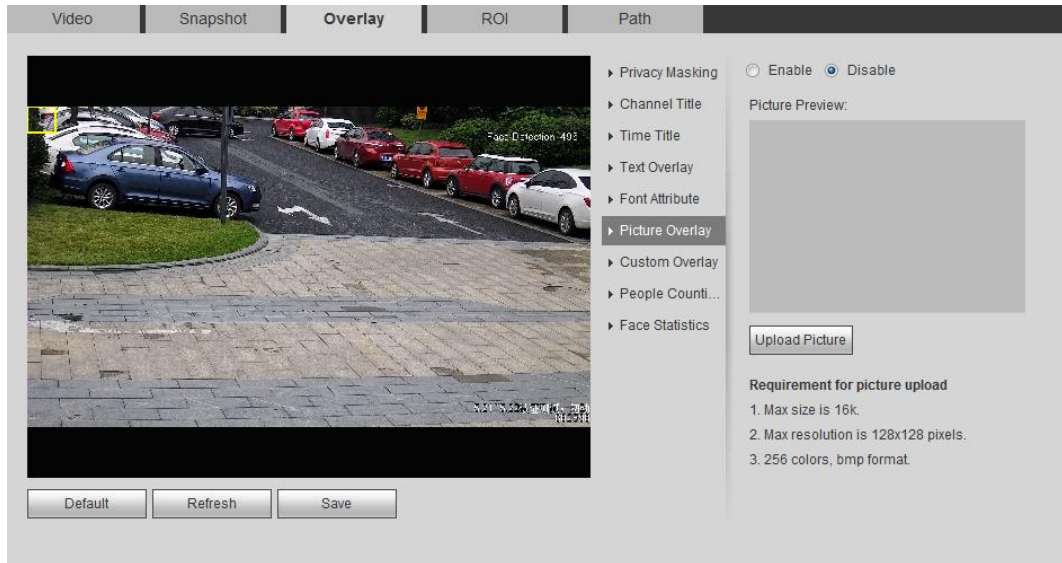 Video
Snapshot
Overlay
ROI
Path
Face Detection 496
Privacy Masking
Channel Title
Time Title
Text Overlay
Font Attribute
Picture Overlay
Custom Overlay
People Counti...
Face Statistics
Enable
Disable
Picture Preview:
Upload Picture
Requirement for picture upload
1. Max size is 16k.
2. Max resolution is 128x128 pixels.
3. 256 colors, bmp format.
Default
Refresh
Save